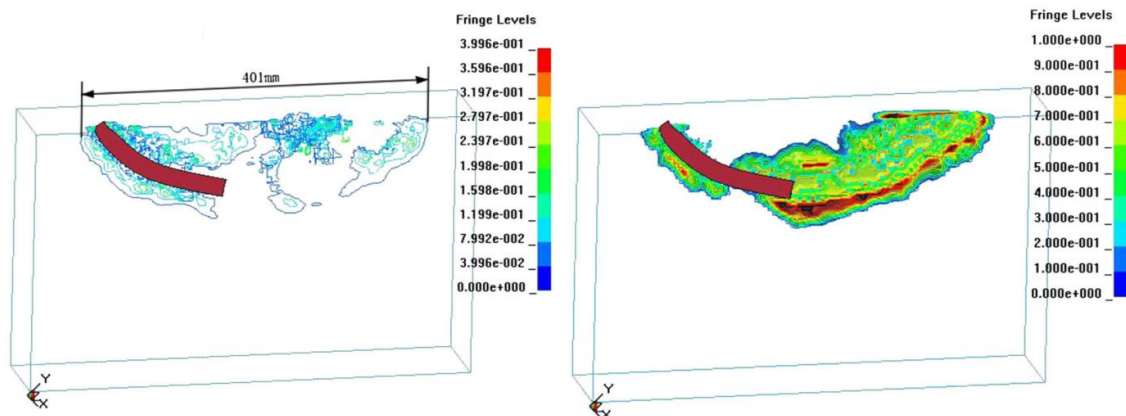 Fringe Levels
3.996e-001
3.596e-001
3.197e-001
2.797e-001
2.397e-001
1.998e-001
1.598e-001
1.199e-001
7.992e-002
3.996e-002
0.000e+000
401mm
Y
X
Fringe Levels
1.000e+000
9.000e-001
8.000e-001
7.000e-001
6.000e-001
5.000e-001
4.000e-001
3.000e-001
2.000e-001
1.000e-001
0.000e+000
Y
X